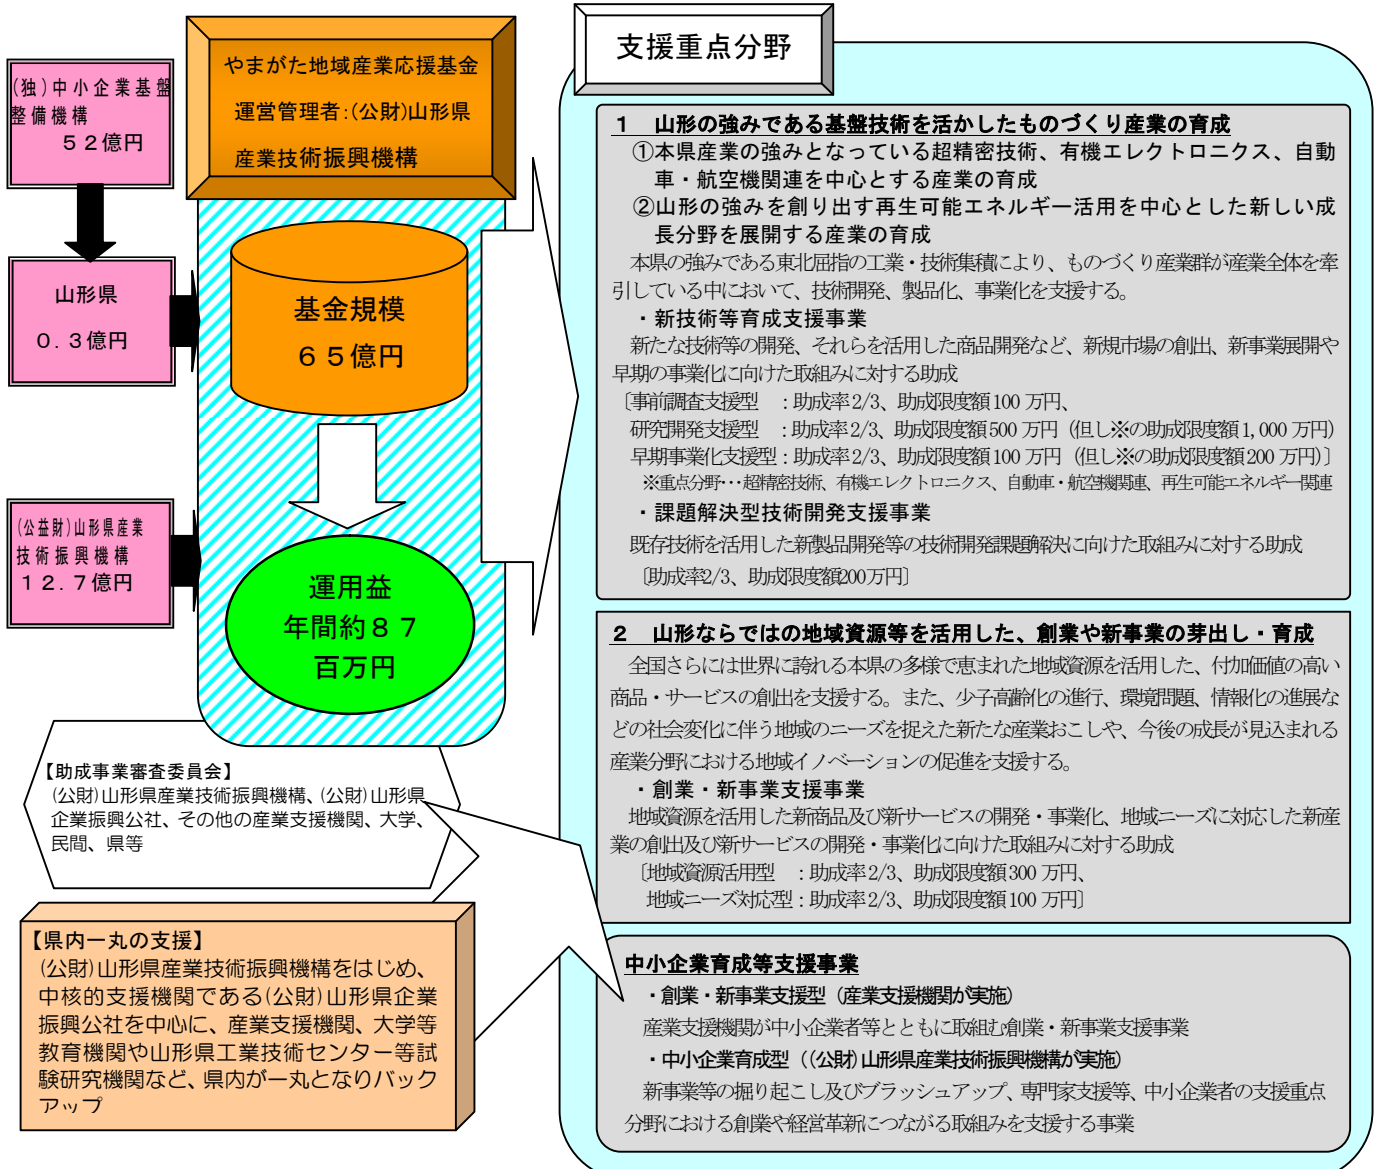 (独)中小企業基盤
整備機構
５２億円
山形県
０.３億円
(公益財)山形県産業
技術振興機構
１２.７億円
やまがた地域産業応援基金
運営管理者:(公財)山形県
産業技術振興機構
基金規模
６５億円
運用益
年間約８７
百万円
【助成事業審査委員会】
(公財)山形県産業技術振興機構、(公財)山形県
企業振興公社、その他の産業支援機関、大学、
民間、県等
【県内一丸の支援】
(公財)山形県産業技術振興機構をはじめ、
中核的支援機関である(公財)山形県企業
振興公社を中心に、産業支援機関、大学等
教育機関や山形県工業技術センター等試
験研究機関など、県内が一丸となりバック
アップ
支援重点分野
１　山形の強みである基盤技術を活かしたものづくり産業の育成
①本県産業の強みとなっている超精密技術、有機エレクトロニクス、自動
車・航空機関連を中心とする産業の育成
②山形の強みを創り出す再生可能エネルギー活用を中心とした新しい成
長分野を展開する産業の育成
本県の強みである東北屈指の工業・技術集積により、ものづくり産業群が産業全体を牽
引している中において、技術開発、製品化、事業化を支援する。
・新技術等育成支援事業
新たな技術等の開発、それらを活用した商品開発など、新規市場の創出、新事業展開や
早期の事業化に向けた取組みに対する助成
〔事前調査支援型　：助成率2/3、助成限度額100 万円、
研究開発支援型　：助成率2/3、助成限度額500 万円（但し※の助成限度額1,000 万円）
早期事業化支援型：助成率2/3、助成限度額100 万円（但し※の助成限度額200 万円）〕
※重点分野･･･超精密技術、有機エレクトロニクス、自動車・航空機関連、再生可能エネルギー関連
・課題解決型技術開発支援事業
既存技術を活用した新製品開発等の技術開発課題解決に向けた取組みに対する助成
〔助成率2/3、助成限度額200万円〕
２　山形ならではの地域資源等を活用した、創業や新事業の芽出し・育成
全国さらには世界に誇れる本県の多様で恵まれた地域資源を活用した、付加価値の高い
商品・サービスの創出を支援する。また、少子高齢化の進行、環境問題、情報化の進展な
どの社会変化に伴う地域のニーズを捉えた新たな産業おこしや、今後の成長が見込まれる
産業分野における地域イノベーションの促進を支援する。
・創業・新事業支援事業
地域資源を活用した新商品及び新サービスの開発・事業化、地域ニーズに対応した新産
業の創出及び新サービスの開発・事業化に向けた取組みに対する助成
〔地域資源活用型　：助成率2/3、助成限度額300 万円、
地域ニーズ対応型：助成率2/3、助成限度額100 万円〕
中小企業育成等支援事業
・創業・新事業支援型（産業支援機関が実施）
産業支援機関が中小企業者等とともに取組む創業・新事業支援事業
・中小企業育成型（(公財)山形県産業技術振興機構が実施）
新事業等の掘り起こし及びブラッシュアップ、専門家支援等、中小企業者の支援重点
分野における創業や経営革新につながる取組みを支援する事業